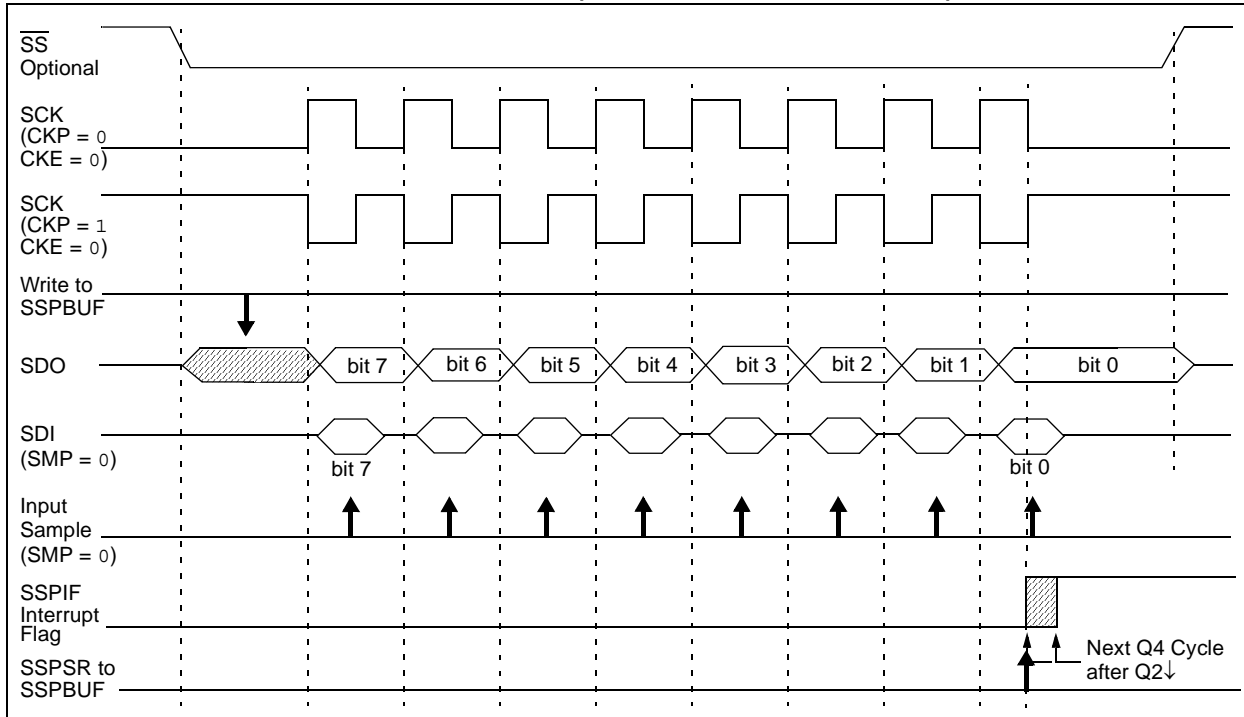 SS
Optional
SCK
(CKP = 0
CKE = 0)
SCK
(CKP = 1
CKE = 0)
Write to
SSPBUF
SDO
bit 7 bit 6 bit 5 bit 4 bit 3 bit 2 bit 1 bit 0
SDI
(SMP = 0)
bit 7 bit 0
Input
Sample
(SMP = 0)
SSPIF
Interrupt
Flag
Next Q4 Cycle
after Q2↓
SSPSR to
SSPBUF